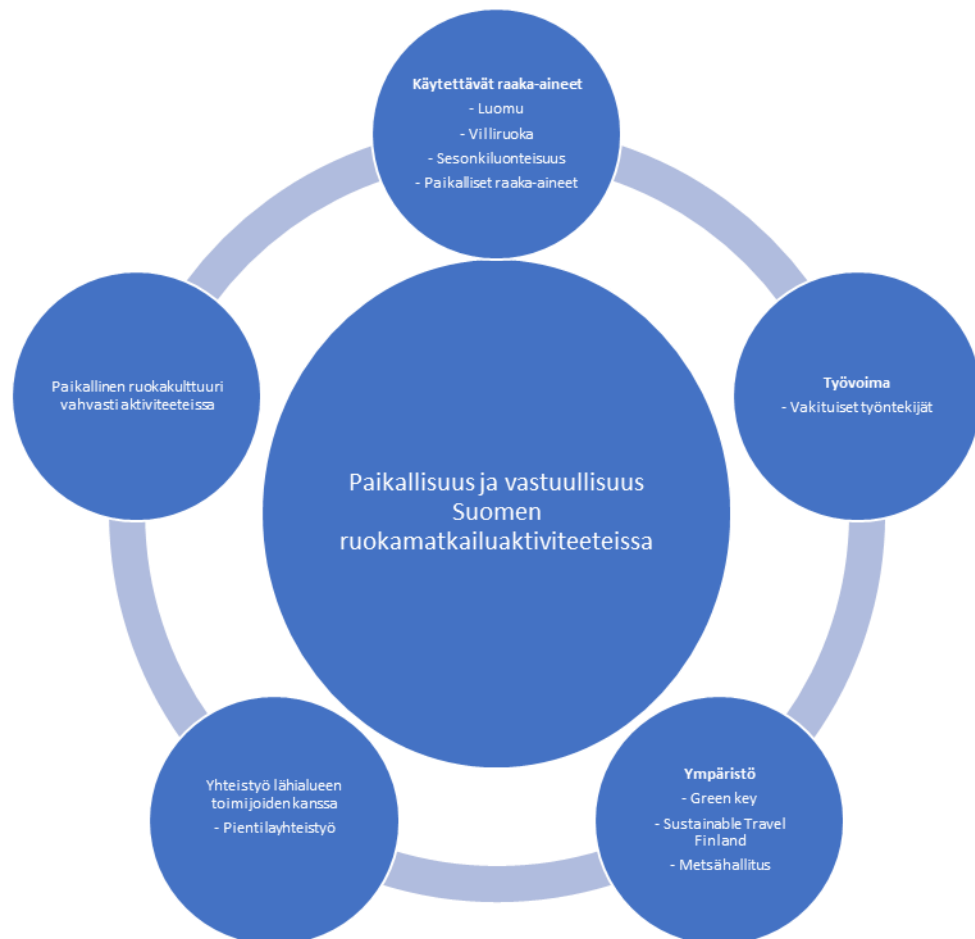 Käytettävät raaka-aineet
- Luomu
- Villiruoka
- Sesonkiluonteisuus
- Paikalliset raaka-aineet
Työvoima
- Vakituiset työntekijät
Ympäristö
- Green key
- Sustainable Travel
Finland
- Metsähallitus
Yhteistyö lähialueen
toimijoiden kanssa
- Pientilayhteistyö
Paikallinen ruokakulttuuri
vahvasti aktiviteeteissa
Paikallisuus ja vastuullisuus
Suomen
ruokamatkailuaktiviteeteissa